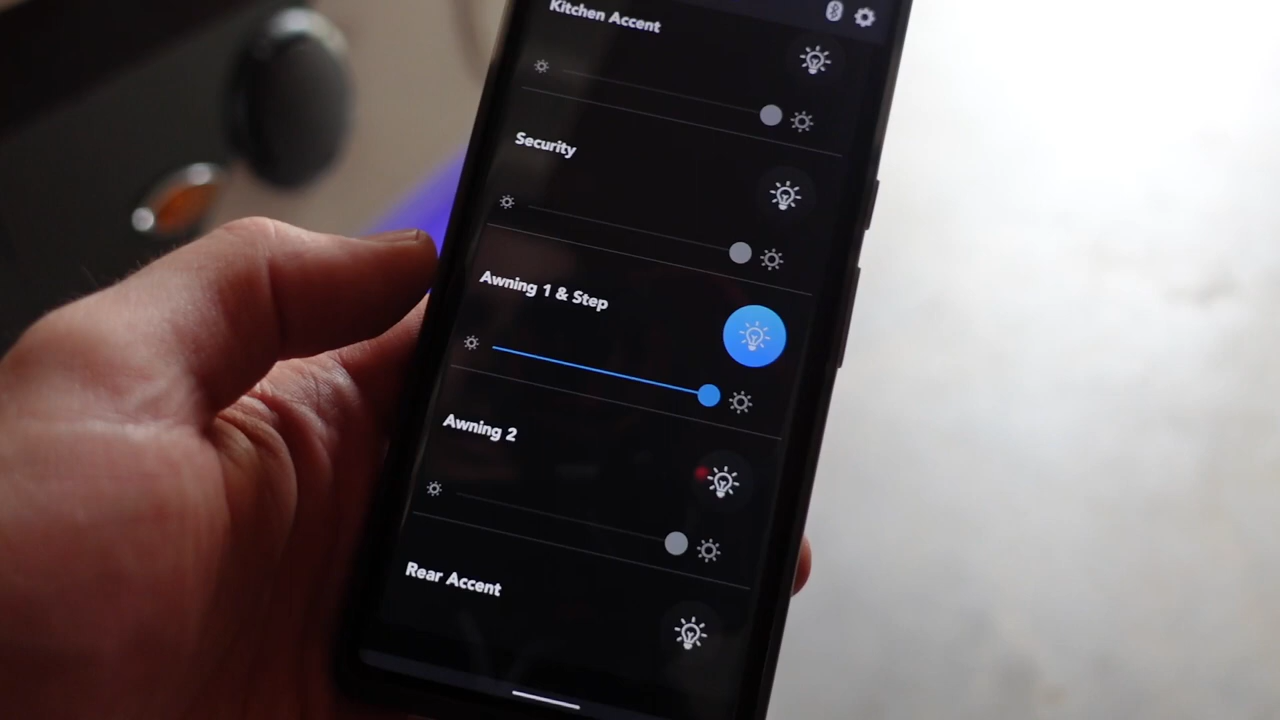 Kitchen Accent
Security
Awning 1 & Step
Awning 2
Rear Accent